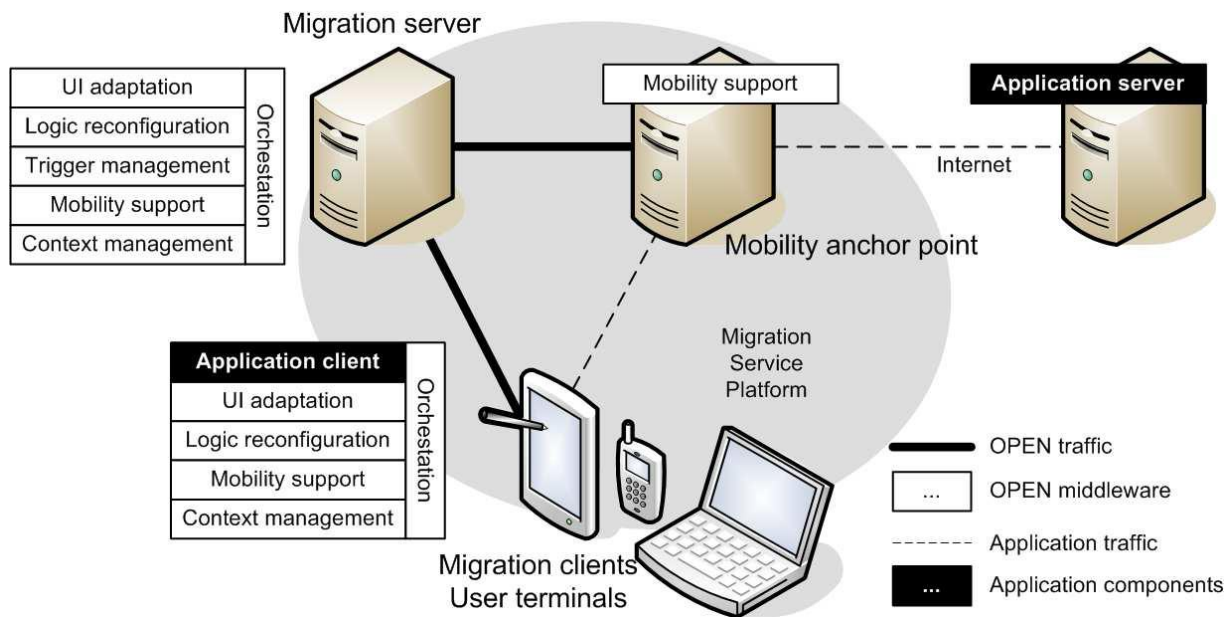 Migration server
Mobility support
Application server
UI adaptation
Logic reconfiguration
Trigger management
Mobility support
Context management
Orchestation
Internet
Mobility anchor point
Migration
Service
Platform
Application client
UI adaptation
Logic reconfiguration
Mobility support
Context management
Orchestation
Migration clients
User terminals
OPEN traffic
... OPEN middleware
Application traffic
... Application components